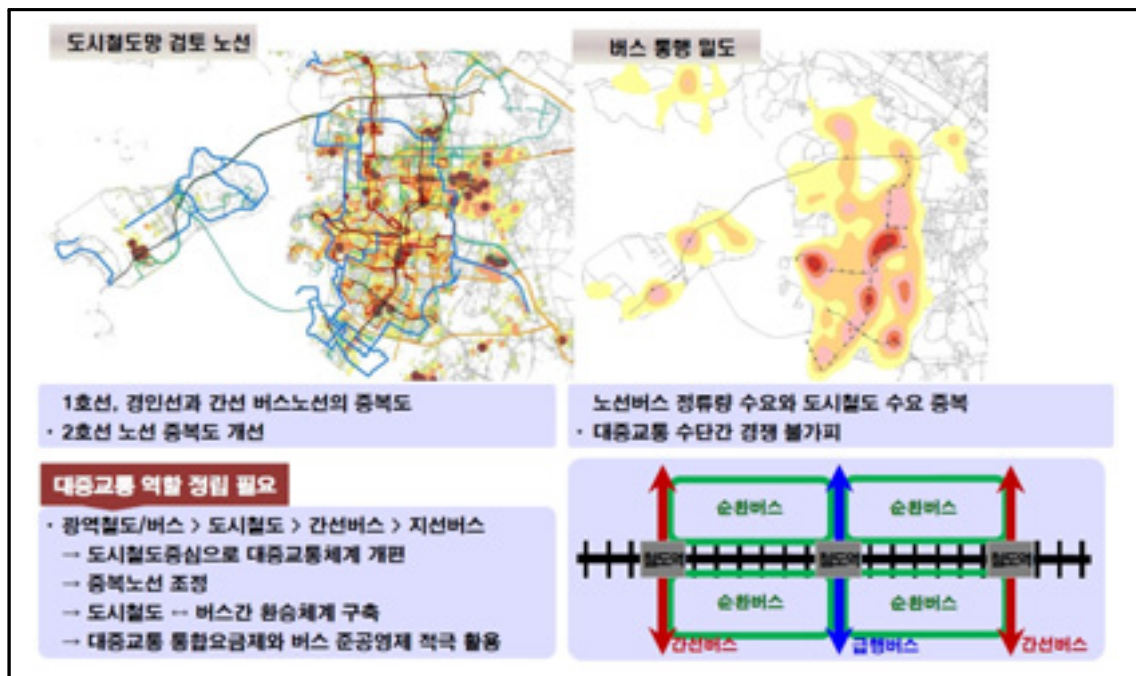 도시철도망 검토 노선
버스 통행 밀도
1호선, 경인선과 간선 버스노선의 중복도
· 2호선 노선 중복도 개선
노선버스 정류량 수요와 도시철도 수요 중복
· 대중교통 수단간 경쟁 불가피
대중교통 역할 정립 필요
· 광역철도/버스 > 도시철도 > 간선버스 > 지선버스
→ 도시철도중심으로 대중교통체계 개편
→ 중복노선 조정
→ 도시철도 ↔ 버스간 환승체계 구축
→ 대중교통 통합요금제와 버스 준공영제 적극 활용
순환버스 순환버스
철도역 철도역 철도역
순환버스 순환버스
간선버스 급행버스 간선버스